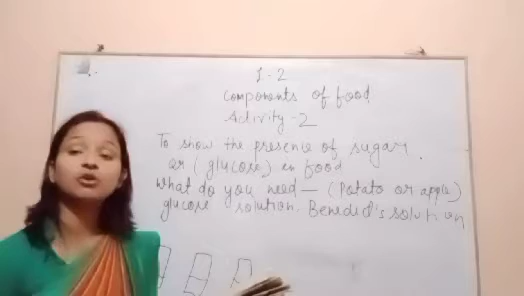 1-2
Components of food
Activity-2
To show the presence of sugar
or (glucose) in food.
What do you need — (Potato or apple)
glucose solution. Benedict's solution